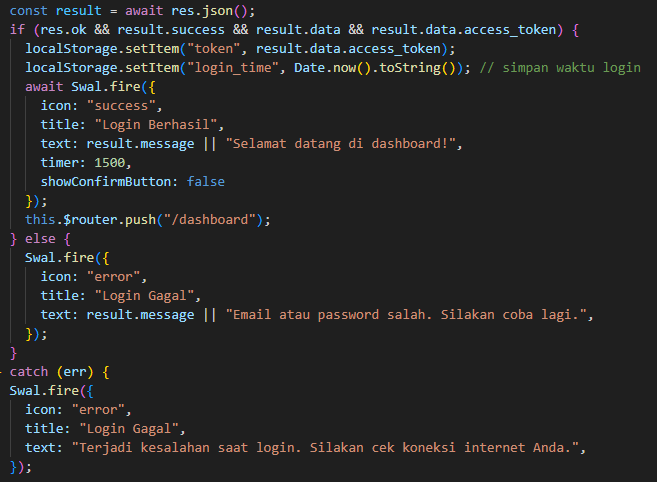 const result = await res.json();
if (res.ok && result.success && result.data && result.data.access_token) {
localStorage.setItem("token", result.data.access_token);
localStorage.setItem("login_time", Date.now().toString()); // simpan waktu login
await Swal.fire({
icon: "success",
title: "Login Berhasil",
text: result.message || "Selamat datang di dashboard!",
timer: 1500,
showConfirmButton: false
});
this.$router.push("/dashboard");
} else {
Swal.fire({
icon: "error",
title: "Login Gagal",
text: result.message || "Email atau password salah. Silakan coba lagi.",
});
}
catch (err) {
Swal.fire({
icon: "error",
title: "Login Gagal",
text: "Terjadi kesalahan saat login. Silakan cek koneksi internet Anda.",
});